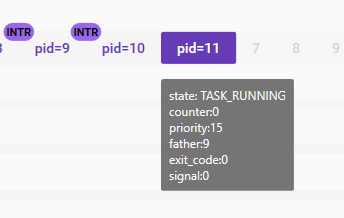 INTR INTR
3 pid=9 pid=10 pid=11 7 8 9
state: TASK_RUNNING
counter:0
priority:15
father:9
exit_code:0
signal:0